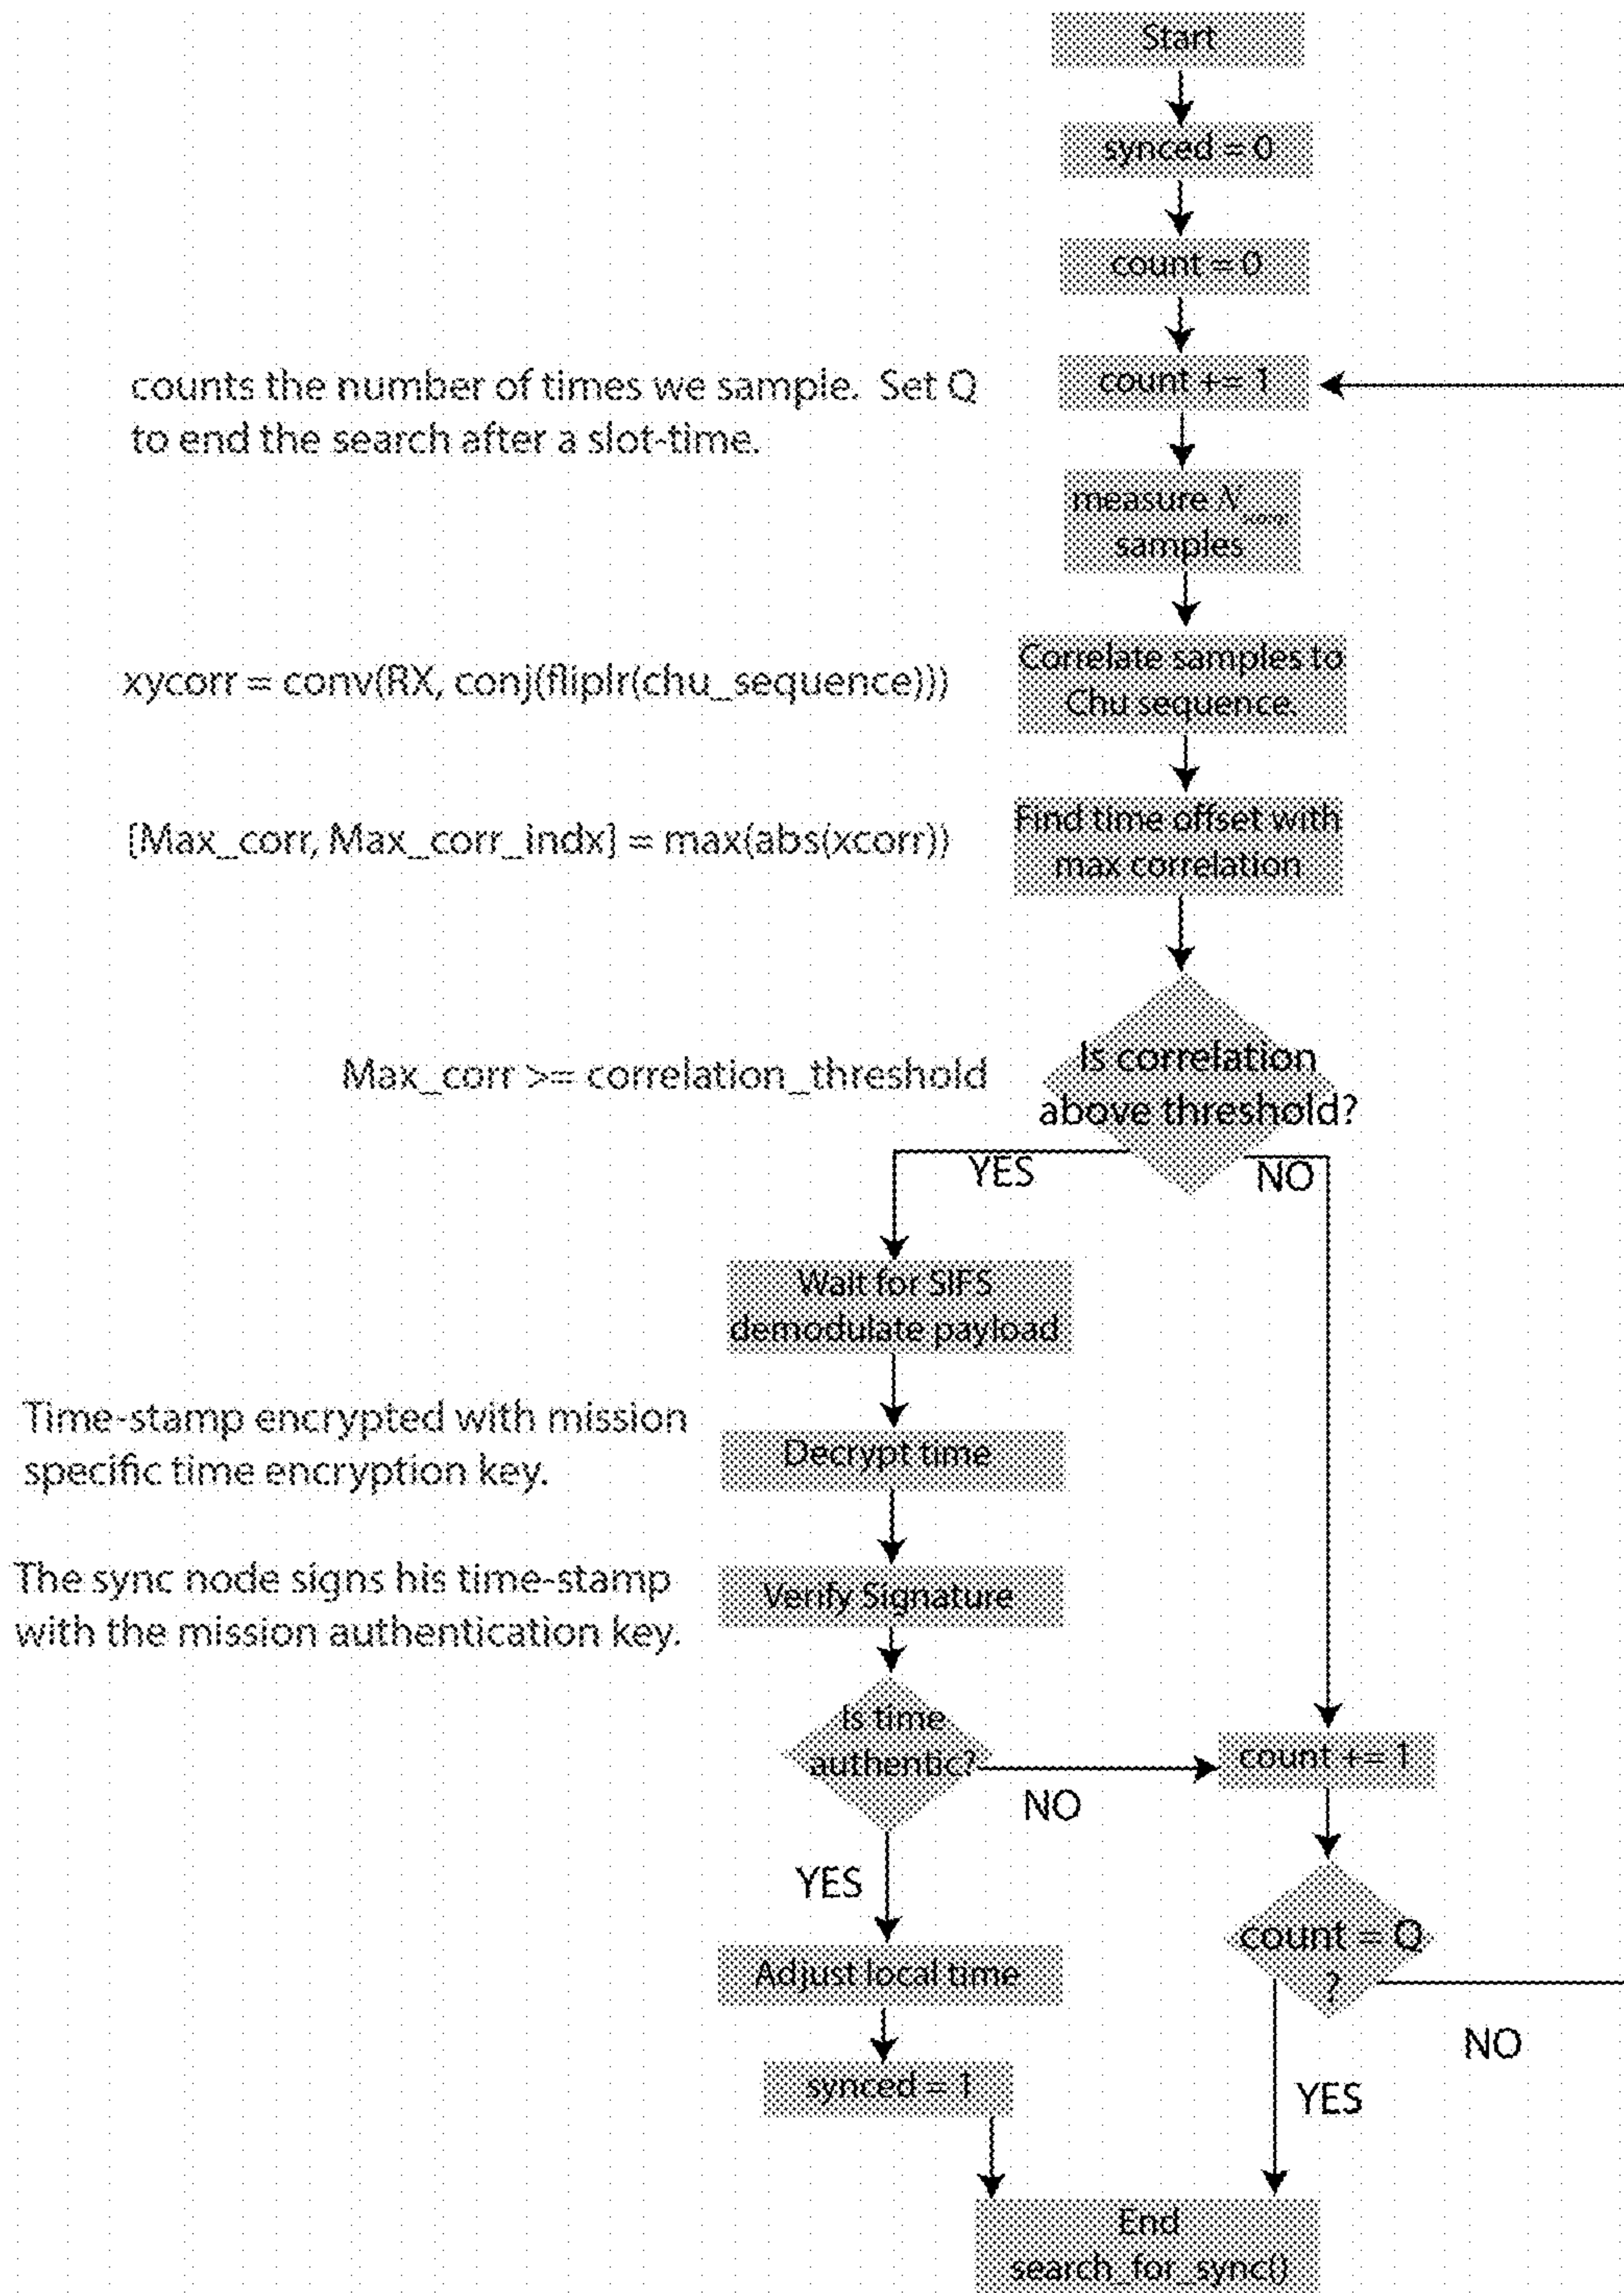 Start
synced = 0
count = 0
counts the number of times we sample. Set Q
to end the search after a slot-time.
count += 1
measure N
samples
xycorr = conv(RX, conj(fliplr(chu_sequence)))
Correlate samples to
Chu sequence.
[Max_corr, Max_corr_indx] = max(abs(xcorr))
Find time offset with
max correlation
Max_corr >= correlation_threshold
Is correlation
above threshold?
YES
NO
Wait for SIFS
demodulate payload
Time-stamp encrypted with mission
specific time encryption key.
Decrypt time
The sync node signs his time-stamp
with the mission authentication key.
Verify Signature
Is time
authentic?
NO
count += 1
YES
count = Q
?
Adjust local time
NO
synced = 1
YES
End
search_for_sync()